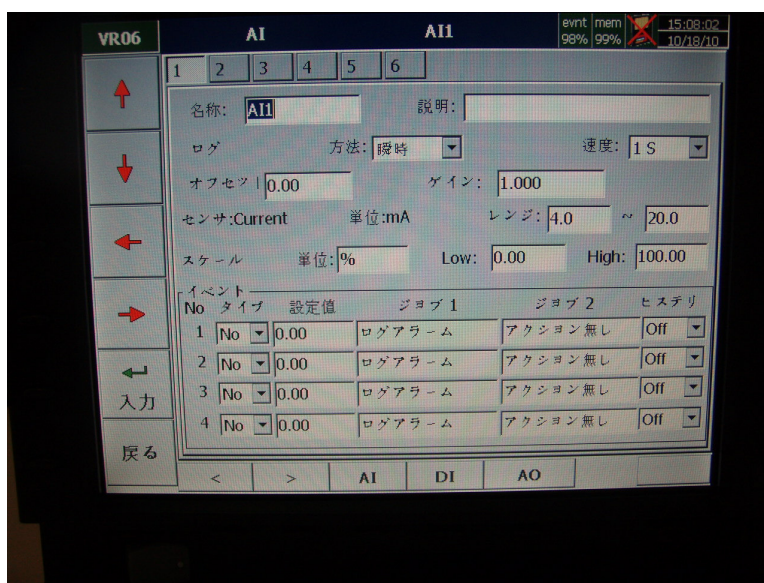 VR06 AI AI1 evnt mem 15:08:02
98% 99% 10/18/10
1 2 3 4 5 6
名称: AI1 説明:
ログ 方法: 瞬時 速度: 1 S
オフセツ 0.00 ゲイン: 1.000
センサ:Current 単位:mA レンジ: 4.0 ~ 20.0
スケール 単位: % Low: 0.00 High: 100.00
イベント
No タイプ 設定値 ジョブ 1 ジョブ 2 ヒステリ
1 No 0.00 ログアラーム アクション無し Off
2 No 0.00 ログアラーム アクション無し Off
3 No 0.00 ログアラーム アクション無し Off
4 No 0.00 ログアラーム アクション無し Off
入力
戻る
< > AI DI AO